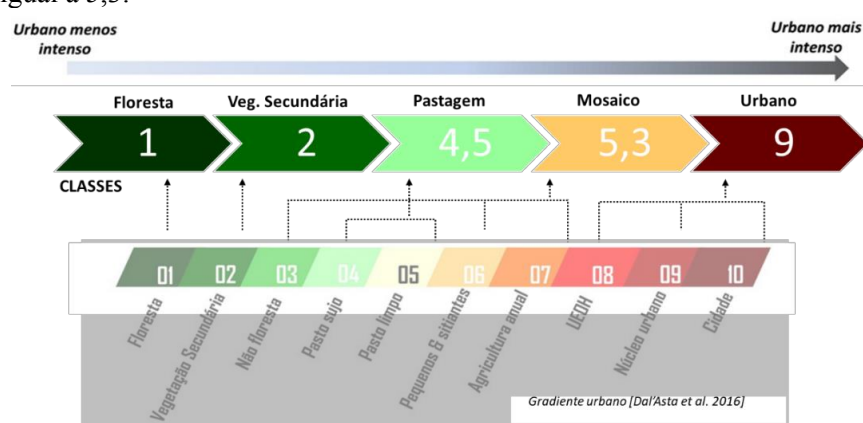 igual a 5,3.
Urbano menos
intenso
Urbano mais
intenso
Floresta
Veg. Secundária
Pastagem
Mosaico
Urbano
1
2
4,5
5,3
9
CLASSES
01
02
03
04
05
06
07
08
09
10
Floresta
Vegetação Secundária
Não floresta
Pasto sujo
Pasto limpo
Pequenos & sitiantes
Agricultura anual
UEDH
Núcleo urbano
Cidade
Gradiente urbano [Dal'Asta et al. 2016]